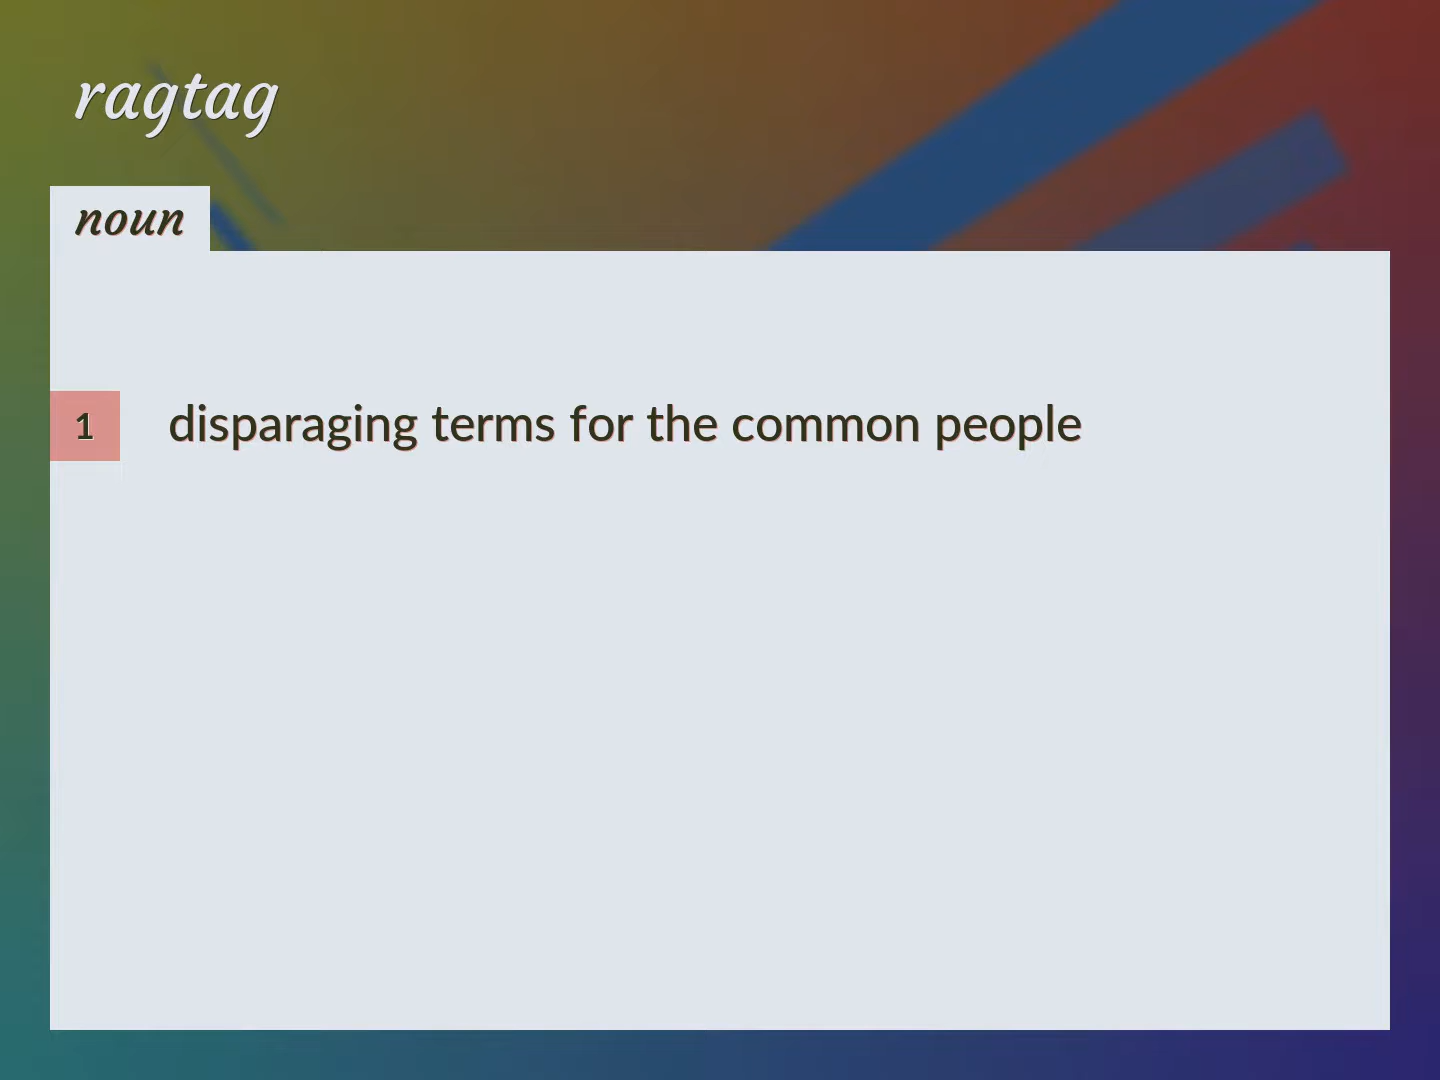 ragtag
noun
1 disparaging terms for the common people